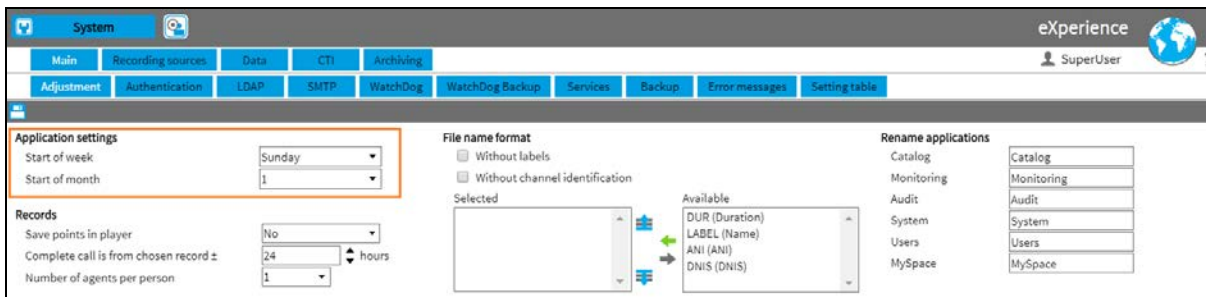 System
eXperience
Main Recording sources Data CTI Archiving
SuperUser
Adjustment Authentication LDAP SMTP WatchDog WatchDog Backup Services Backup Error messages Setting table
Application settings
Start of week Sunday
Start of month 1
Records
Save points in player No
Complete call is from chosen record ± 24 hours
Number of agents per person 1
File name format
Without labels
Without channel identification
Selected Available
DUR (Duration)
LABEL (Name)
ANI (ANI)
DNIS (DNIS)
Rename applications
Catalog Catalog
Monitoring Monitoring
Audit Audit
System System
Users Users
MySpace MySpace